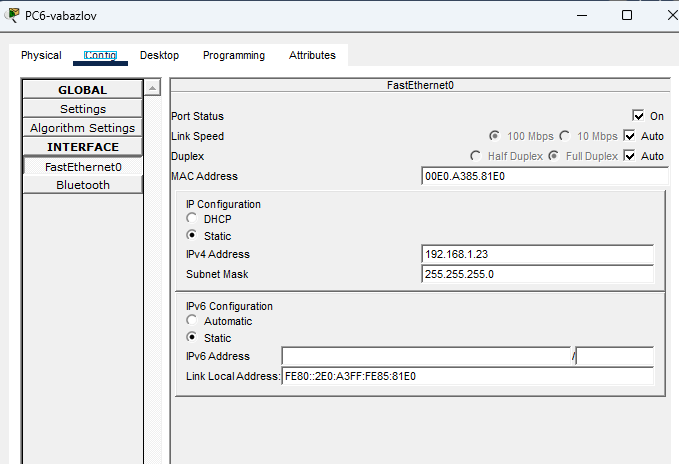 PC6-vabazlov
Physical Config Desktop Programming Attributes
GLOBAL
Settings
Algorithm Settings
INTERFACE
FastEthernet0
Bluetooth
FastEthernet0
Port Status On
Link Speed 100 Mbps 10 Mbps Auto
Duplex Half Duplex Full Duplex Auto
MAC Address 00E0.A385.81E0
IP Configuration
DHCP
Static
IPv4 Address 192.168.1.23
Subnet Mask 255.255.255.0
IPv6 Configuration
Automatic
Static
IPv6 Address /
Link Local Address: FE80::2E0:A3FF:FE85:81E0